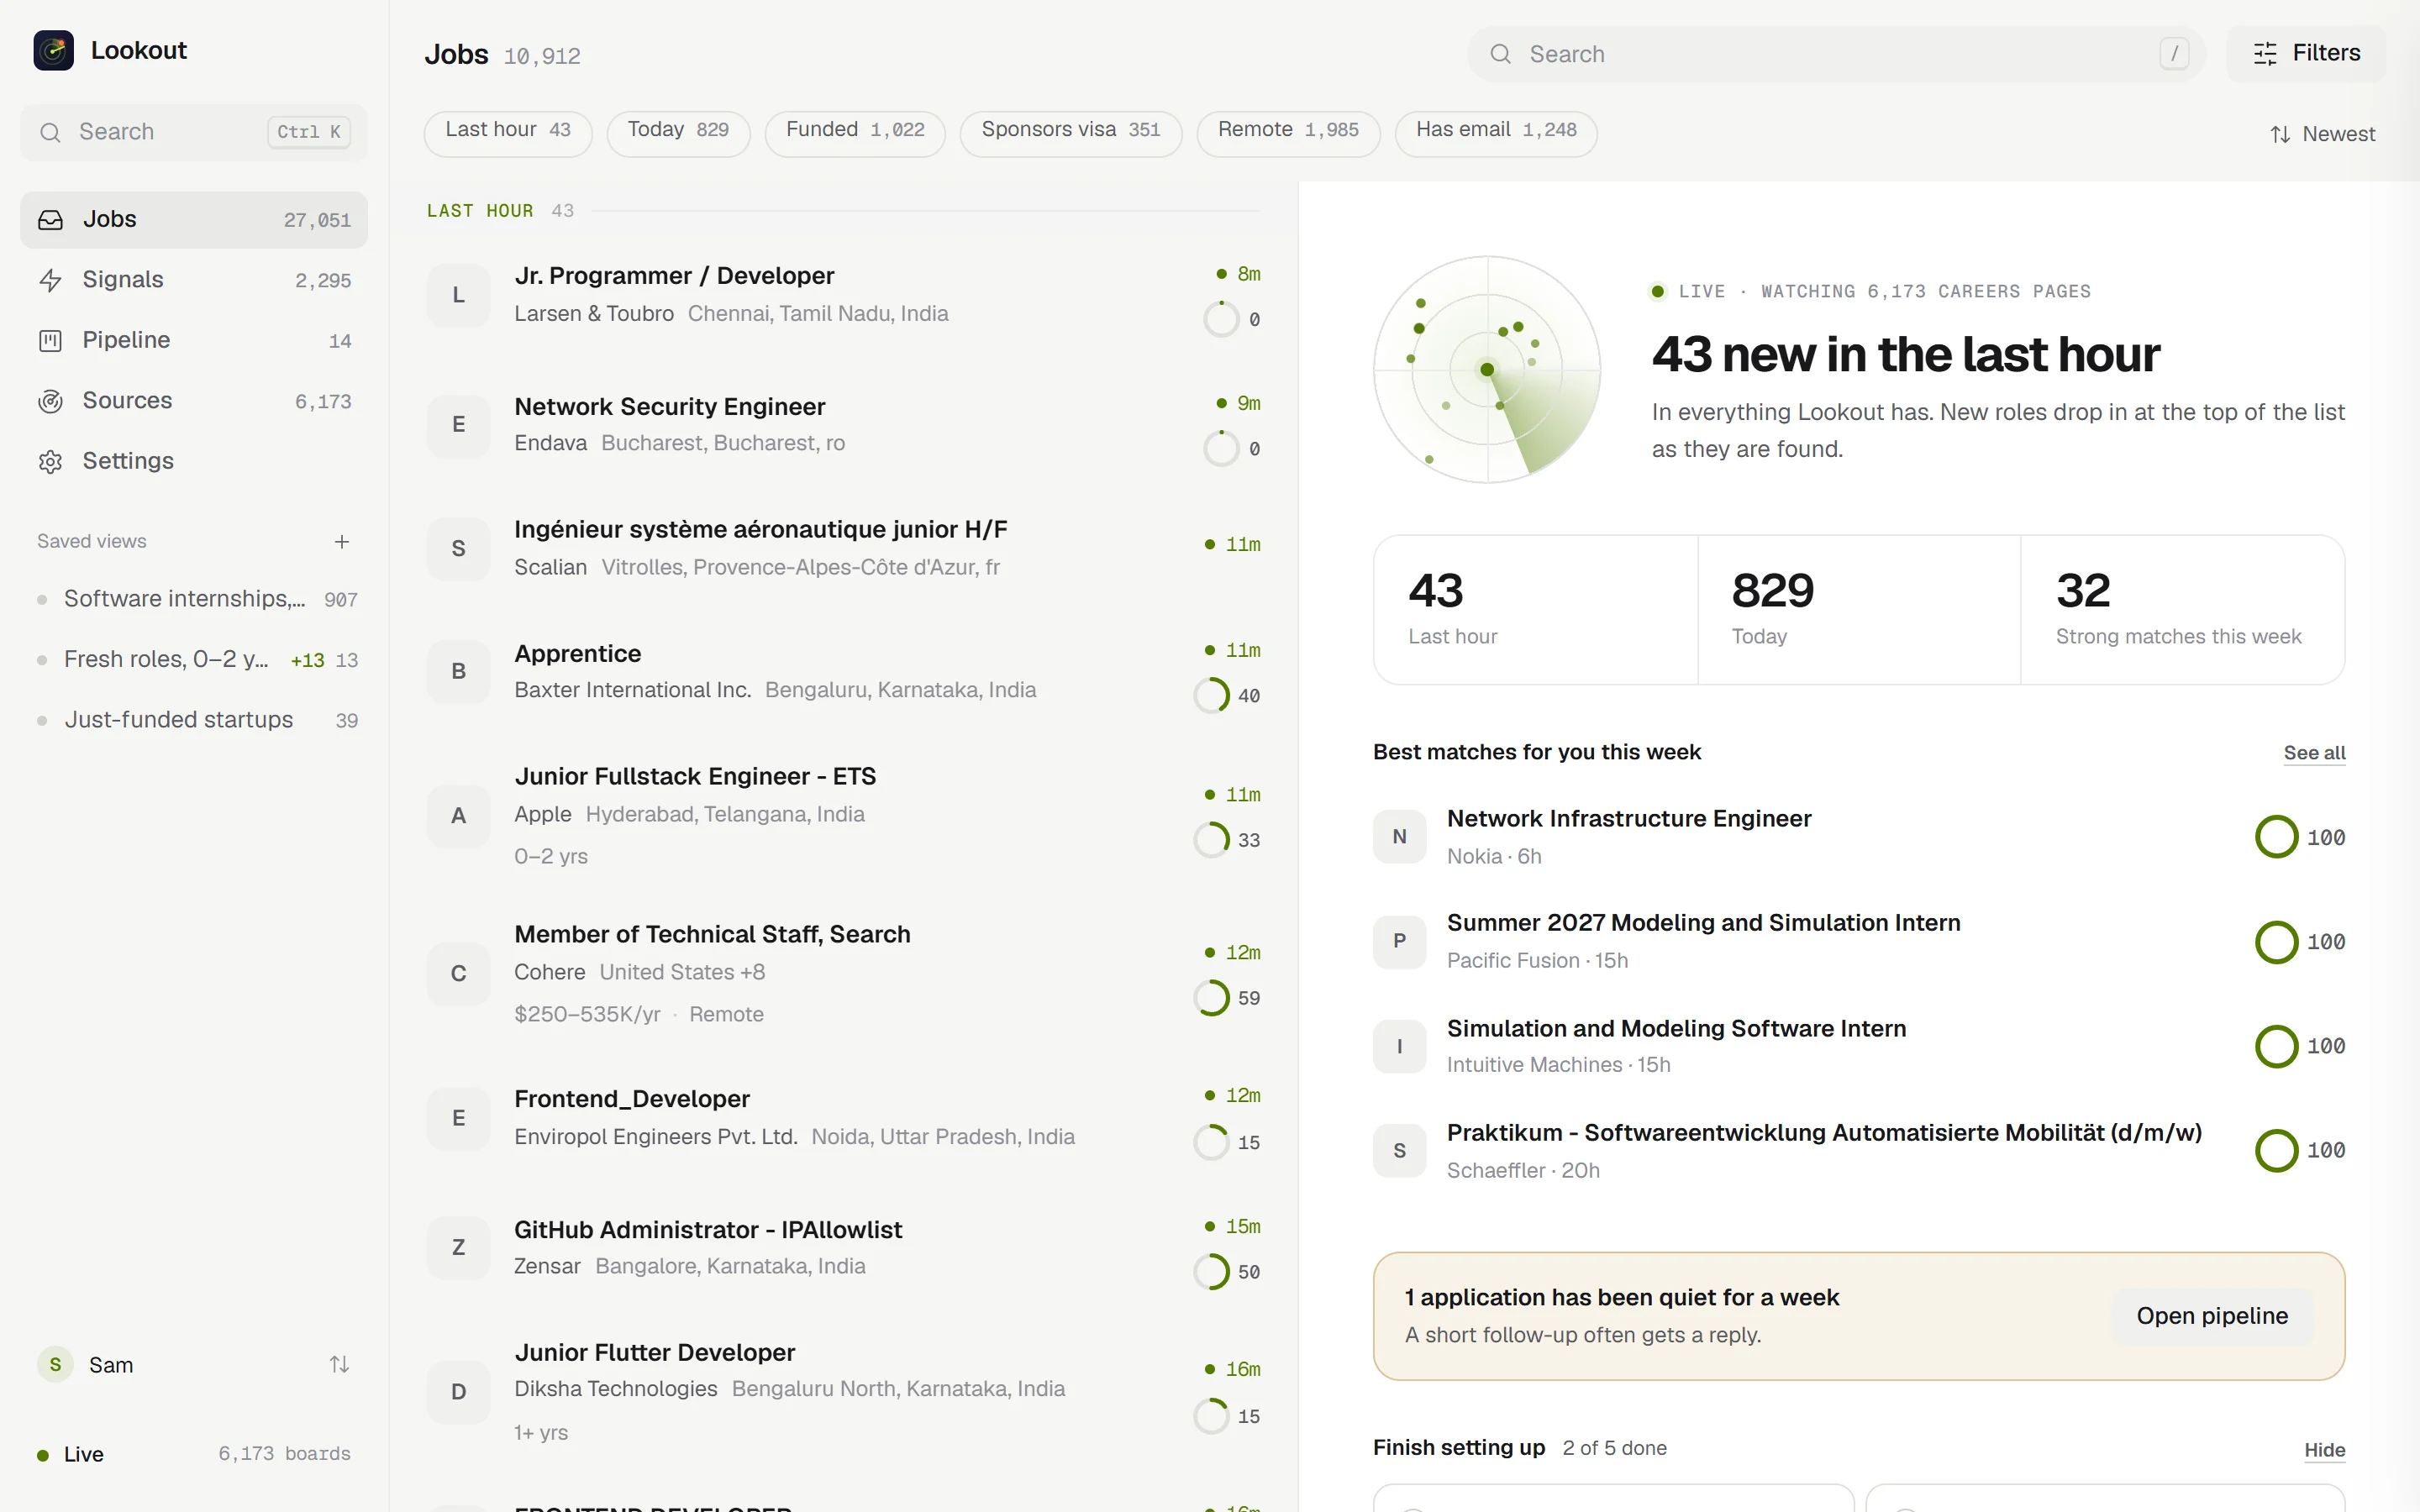 Lookout
Search Ctrl K
Jobs 27,051
Signals 2,295
Pipeline 14
Sources 6,173
Settings
Saved views
Software internships,... 907
Fresh roles, 0–2 y... +13 13
Just-funded startups 39
S Sam
Live 6,173 boards
Jobs 10,912
Search /
Filters
Last hour 43
Today 829
Funded 1,022
Sponsors visa 351
Remote 1,985
Has email 1,248
Newest
LAST HOUR 43
L
Jr. Programmer / Developer
Larsen & Toubro Chennai, Tamil Nadu, India
8m
0
E
Network Security Engineer
Endava Bucharest, Bucharest, ro
9m
0
S
Ingénieur système aéronautique junior H/F
Scalian Vitrolles, Provence-Alpes-Côte d'Azur, fr
11m
B
Apprentice
Baxter International Inc. Bengaluru, Karnataka, India
11m
40
A
Junior Fullstack Engineer - ETS
Apple Hyderabad, Telangana, India
0–2 yrs
11m
33
C
Member of Technical Staff, Search
Cohere United States +8
$250–535K/yr · Remote
12m
59
E
Frontend_Developer
Enviropol Engineers Pvt. Ltd. Noida, Uttar Pradesh, India
12m
15
Z
GitHub Administrator - IPAllowlist
Zensar Bangalore, Karnataka, India
15m
50
D
Junior Flutter Developer
Diksha Technologies Bengaluru North, Karnataka, India
1+ yrs
16m
15
FRONTEND DEVELOPER
16m
LIVE · WATCHING 6,173 CAREERS PAGES
43 new in the last hour
In everything Lookout has. New roles drop in at the top of the list
as they are found.
43
Last hour
829
Today
32
Strong matches this week
Best matches for you this week
See all
N
Network Infrastructure Engineer
Nokia · 6h
100
P
Summer 2027 Modeling and Simulation Intern
Pacific Fusion · 15h
100
I
Simulation and Modeling Software Intern
Intuitive Machines · 15h
100
S
Praktikum - Softwareentwicklung Automatisierte Mobilität (d/m/w)
Schaeffler · 20h
100
1 application has been quiet for a week
A short follow-up often gets a reply.
Open pipeline
Finish setting up 2 of 5 done
Hide